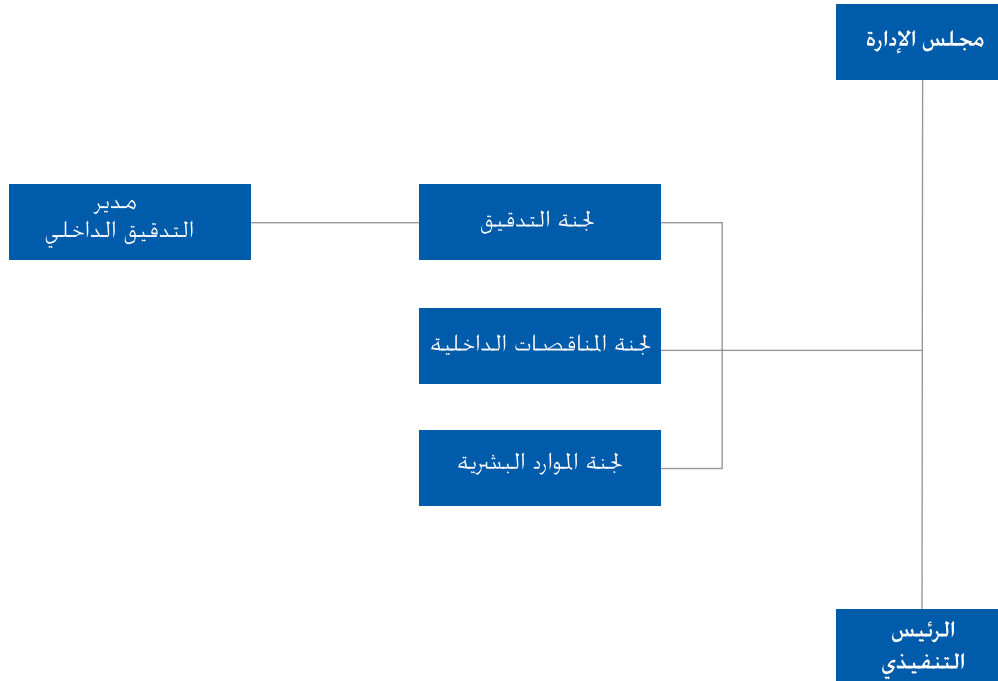 مجلس الإدارة
لجنة التدقيق
مدير
التدقيق الداخلي
لجنة المناقصات الداخلية
لجنة الموارد البشرية
الرئيس
التنفيذي